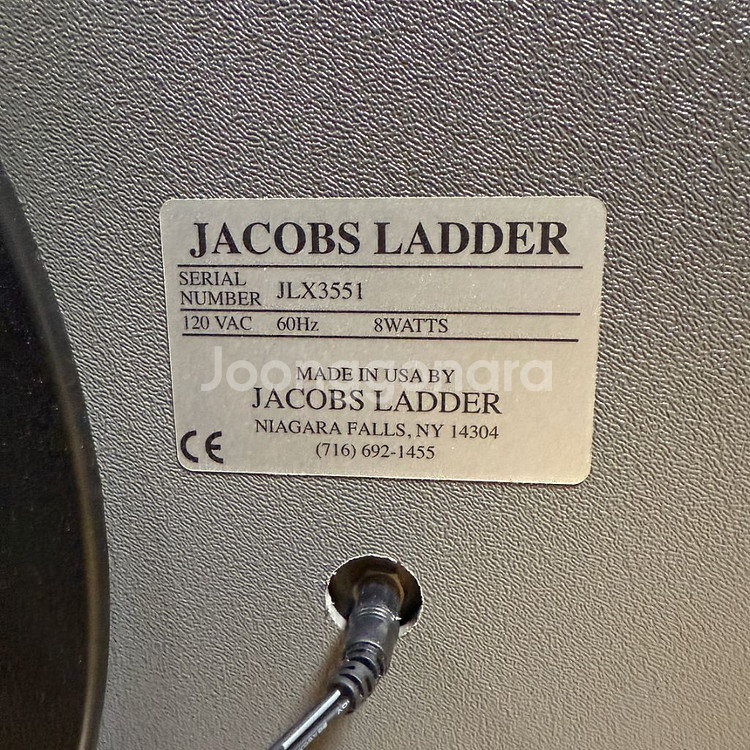 JACOBS LADDER
SERIAL
NUMBER JLX3551
120 VAC 60Hz 8WATTS
Joonggonara
MADE IN USA BY
JACOBS LADDER
NIAGARA FALLS, NY 14304
CE (716) 692-1455